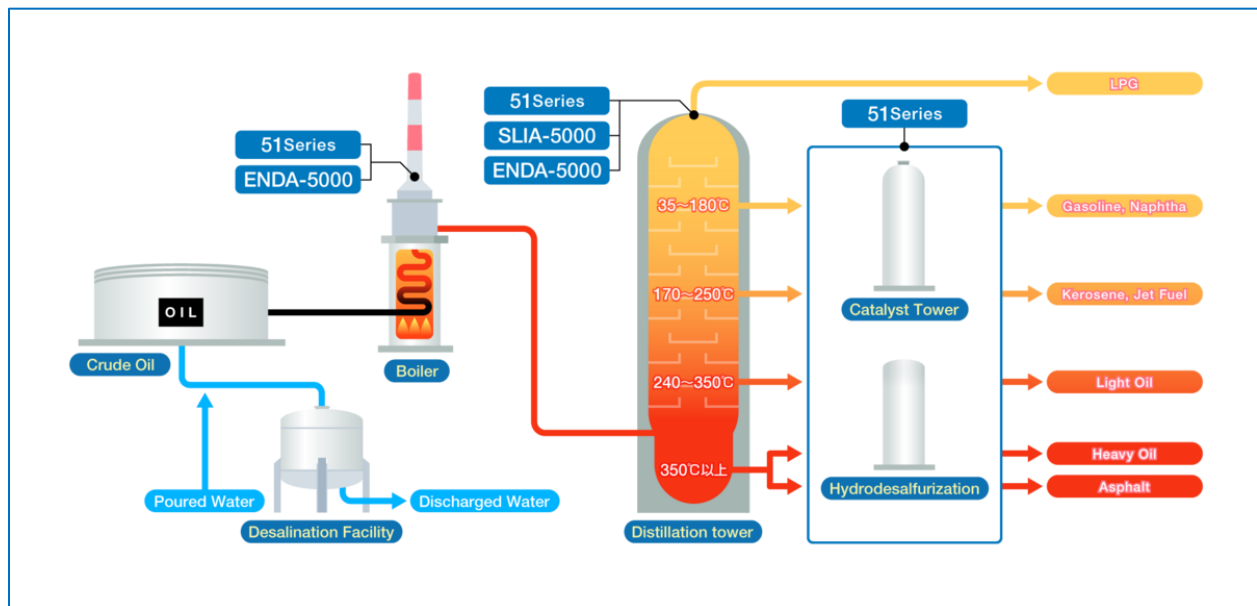 LPG
51Series
SLIA-5000
ENDA-5000
51Series
51Series
ENDA-5000
35～180℃
Gasoline, Naphtha
170～250℃
Catalyst Tower
Kerosene, Jet Fuel
OIL
Crude Oil
Boiler
240～350℃
Light Oil
350℃以上
Heavy Oil
Hydrodesalfurization
Asphalt
Poured Water
Discharged Water
Desalination Facility
Distillation tower